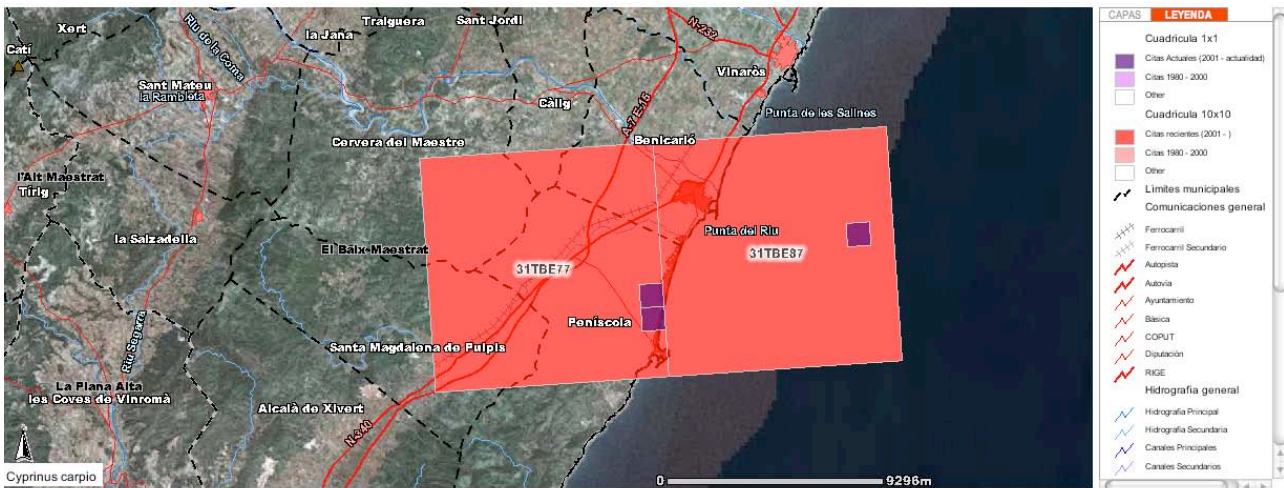 Xert
Traiguera
Sant Jordi
N-232
Catí
Riu de la Coma
la Jana
Vinaròs
Sant Mateu
la Rambleta
Càlig
A-7 E-15
Punta de les Salines
Cervera del Maestre
Benicarló
l'Alt Maestrat
Tírig
la Salzadella
Punta del Riu
El Baix Maestrat
31TBE87
31TBE77
Riu Segarra
Peníscola
Santa Magdalena de Pulpis
La Plana Alta
les Coves de Vinromà
Alcalà de Xivert
N-340
Cyprinus carpio
0
9296m
CAPAS
LEYENDA
Cuadricula 1x1
Citas Actuales (2001 - actualidad)
Citas 1980 - 2000
Other
Cuadricula 10x10
Citas recientes (2001 - )
Citas 1980 - 2000
Other
Límites municipales
Comunicaciones general
Ferrocarril
Ferrocarril Secundario
Autopista
Autovía
Ayuntamiento
Básica
COPUT
Diputación
RIGE
Hidrografia general
Hidrografia Principal
Hidrografia Secundaria
Canales Principales
Canales Secundarios